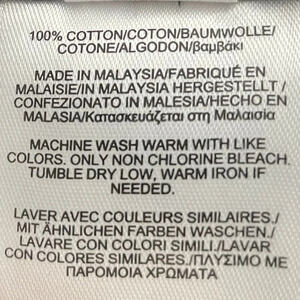 100% COTTON/COTON/BAUMWOLLE/
COTONE/ALGODON/βαμβάκι
MADE IN MALAYSIA/FABRIQUÉ EN
MALAISIE/IN MALAYSIA HERGESTELLT /
CONFEZIONATO IN MALESIA/HECHO EN
MALASIA/Κατασκευάζεται στη Μαλαισία
MACHINE WASH WARM WITH LIKE
COLORS. ONLY NON CHLORINE BLEACH.
TUMBLE DRY LOW, WARM IRON IF
NEEDED.
LAVER AVEC COULEURS SIMILAIRES./
MIT ÄHNLICHEN FARBEN WASCHEN./
LAVARE CON COLORI SIMILI./LAVAR
CON COLORES SIMILARES./ΠΛΥΣΙΜΟ ΜΕ
ΠΑΡΟΜΟΙΑ ΧΡΩΜΑΤΑ